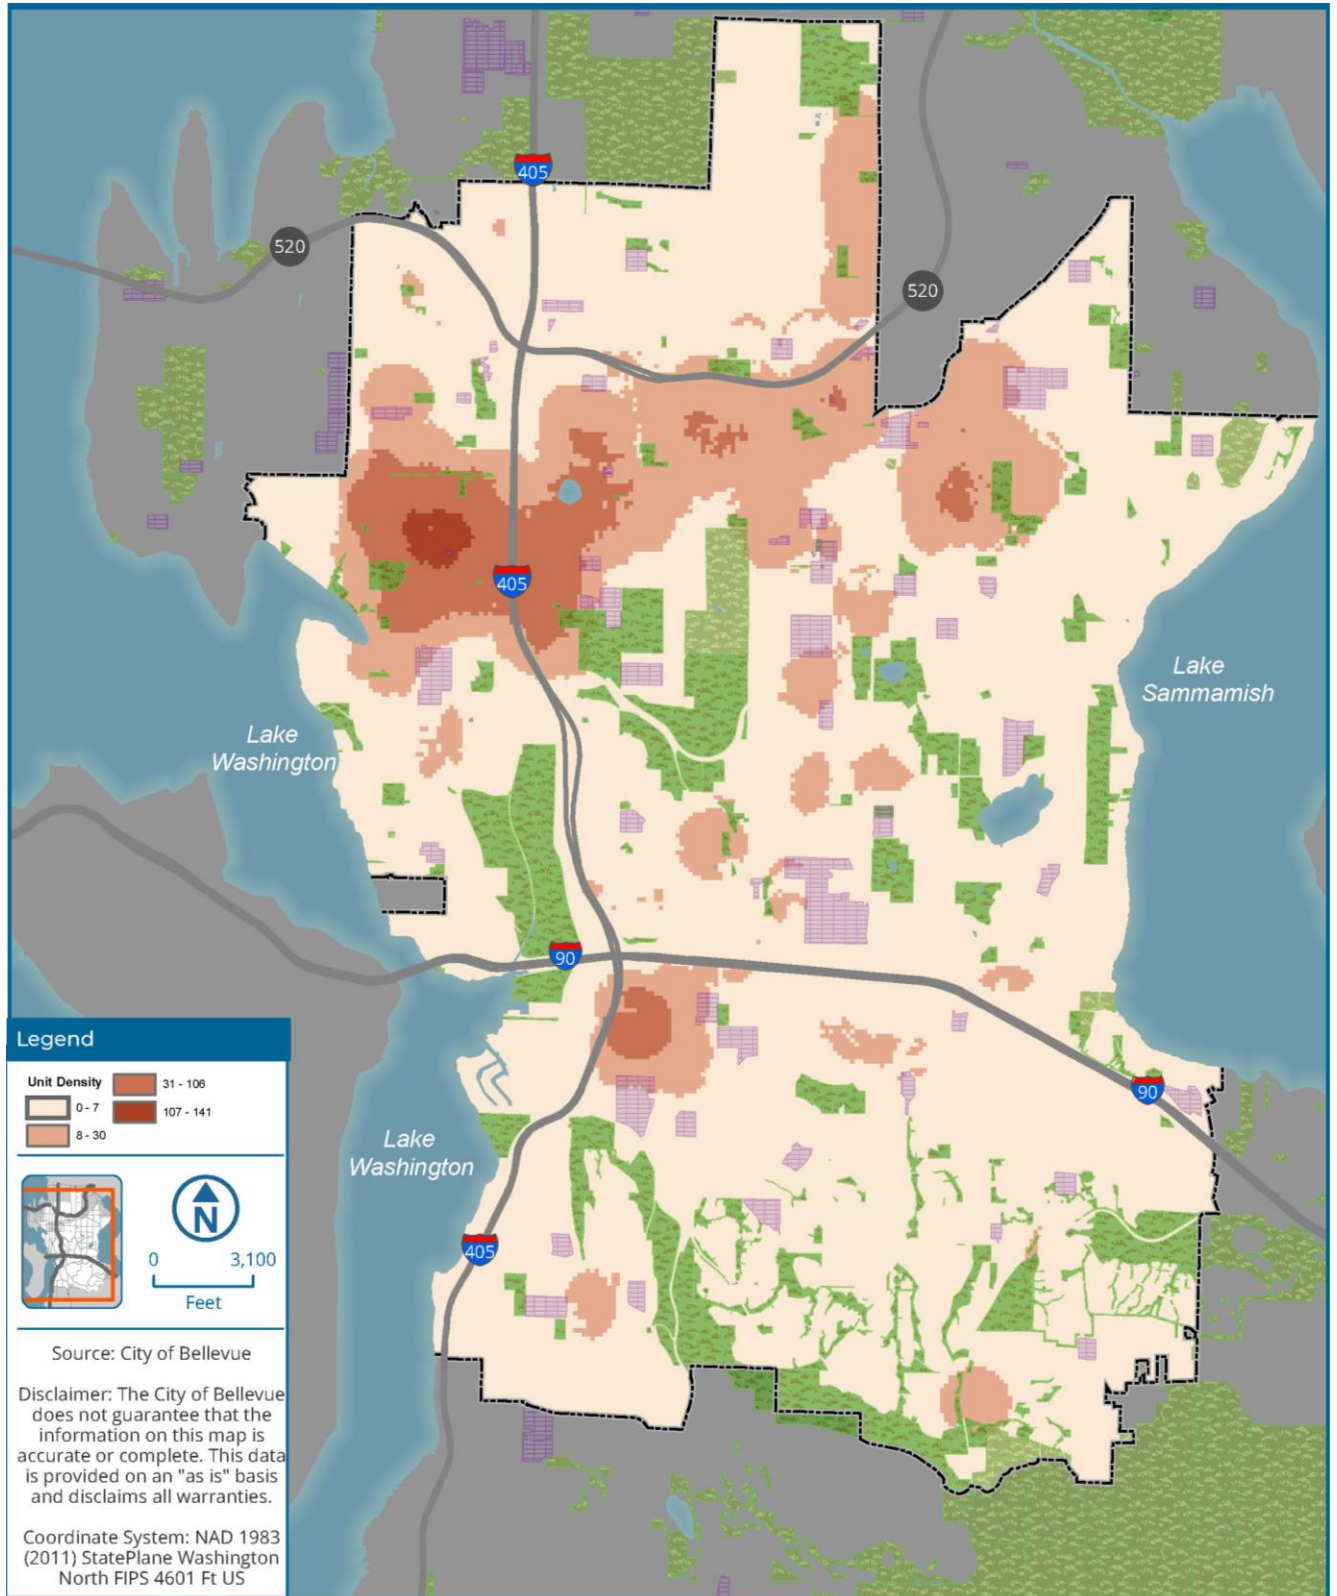 405
520
520
405
Lake
Sammamish
Lake
Washington
90
Legend
Unit Density
0 - 7
8 - 30
31 - 106
107 - 141
90
Lake
Washington
N
0 3,100
Feet
405
Source: City of Bellevue
Disclaimer: The City of Bellevue
does not guarantee that the
information on this map is
accurate or complete. This data
is provided on an "as is" basis
and disclaims all warranties.
Coordinate System: NAD 1983
(2011) StatePlane Washington
North FIPS 4601 Ft US